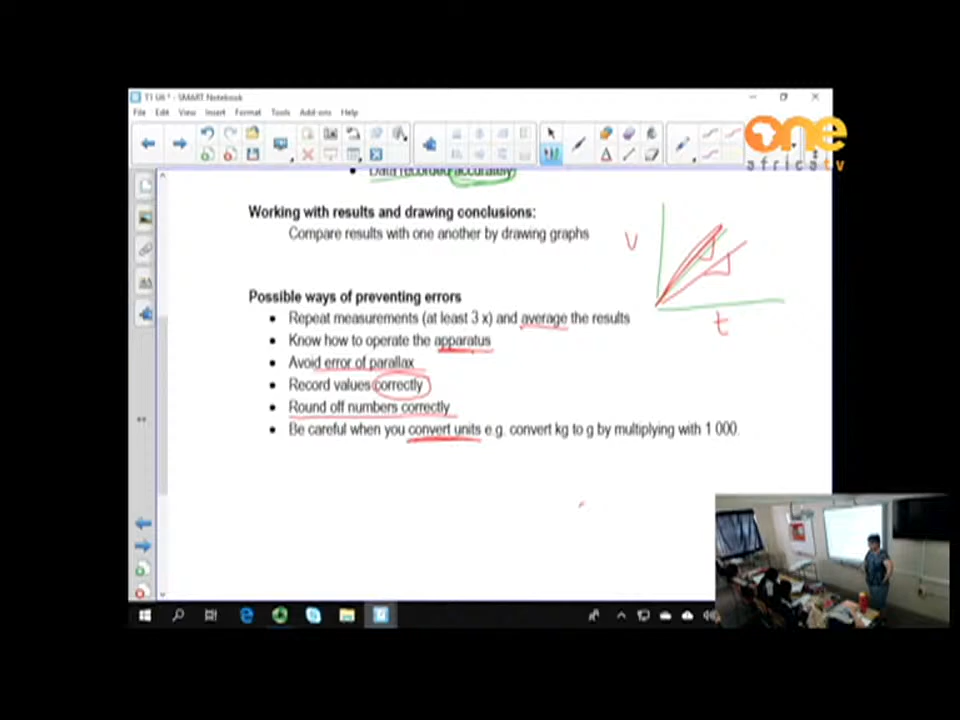 T1 U6 * - SMART Notebook
File Edit View Insert Format Tools Add-ons Help
one
africa tv
• Data recorded accurately
Working with results and drawing conclusions:
Compare results with one another by drawing graphs
V
t
Possible ways of preventing errors
• Repeat measurements (at least 3 x) and average the results
• Know how to operate the apparatus
• Avoid error of parallax
• Record values correctly
• Round off numbers correctly
• Be careful when you convert units e.g. convert kg to g by multiplying with 1 000.